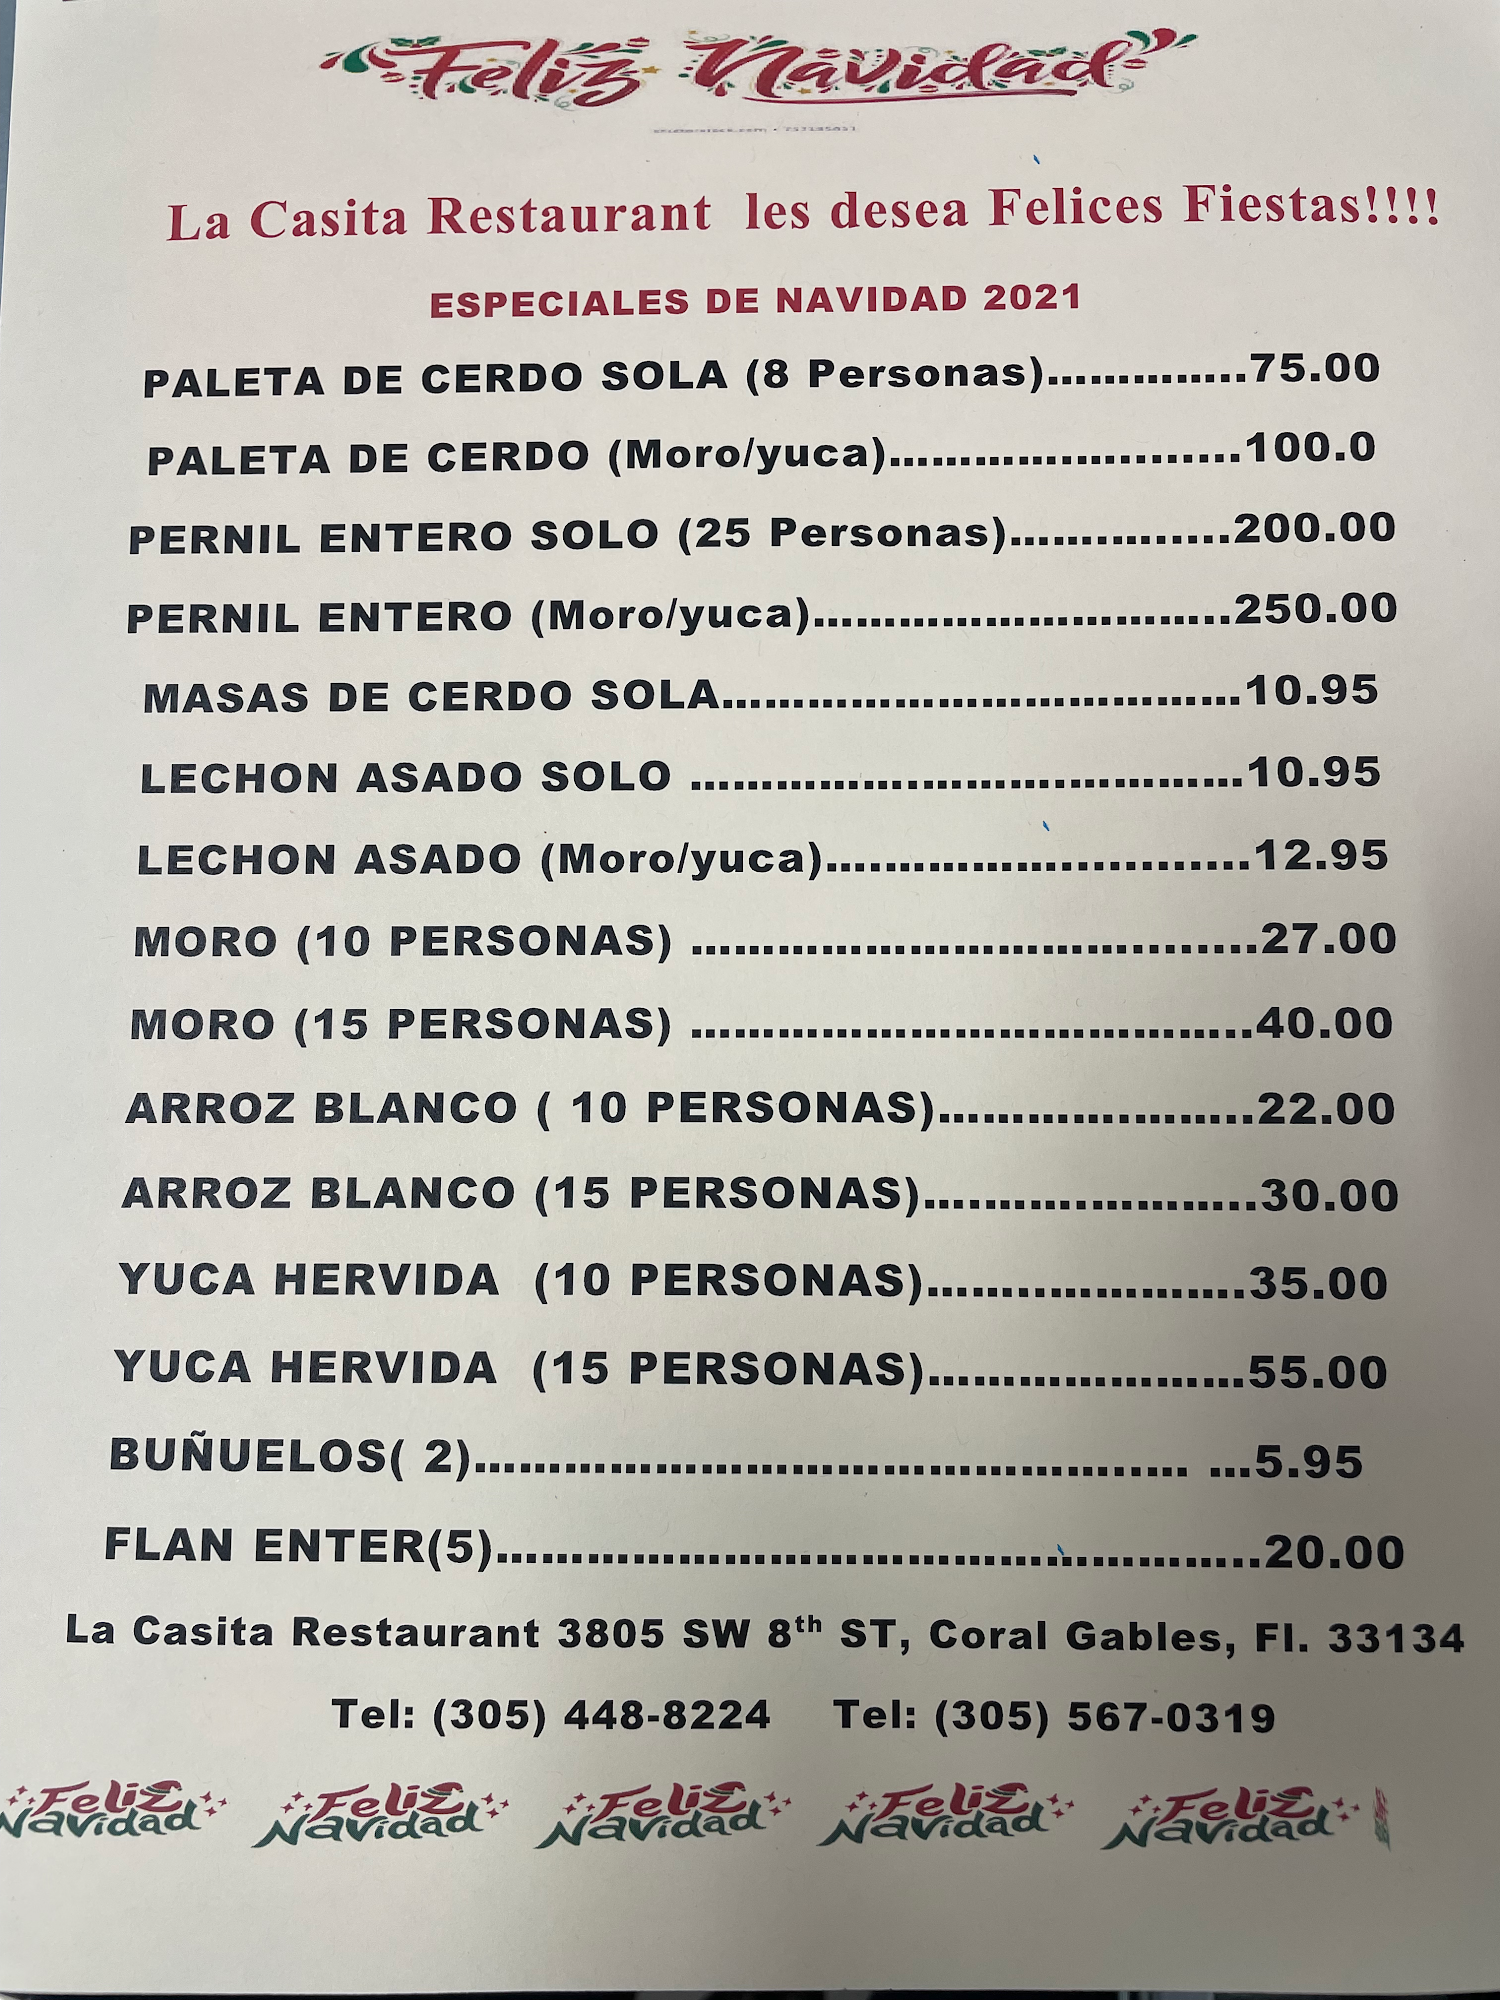 Feliz Navidad
La Casita Restaurant les desea Felices Fiestas!!!!
ESPECIALES DE NAVIDAD 2021
PALETA DE CERDO SOLA (8 Personas)..............75.00
PALETA DE CERDO (Moro/yuca)........................100.0
PERNIL ENTERO SOLO (25 Personas)...............200.00
PERNIL ENTERO (Moro/yuca).............................250.00
MASAS DE CERDO SOLA....................................10.95
LECHON ASADO SOLO ......................................10.95
LECHON ASADO (Moro/yuca).............................12.95
MORO (10 PERSONAS) .......................................27.00
MORO (15 PERSONAS) .......................................40.00
ARROZ BLANCO ( 10 PERSONAS)......................22.00
ARROZ BLANCO (15 PERSONAS).......................30.00
YUCA HERVIDA (10 PERSONAS)......................35.00
YUCA HERVIDA (15 PERSONAS)......................55.00
BUÑUELOS( 2)................................................ ...5.95
FLAN ENTER(5)...................................................20.00
La Casita Restaurant 3805 SW 8th ST, Coral Gables, Fl. 33134
Tel: (305) 448-8224 Tel: (305) 567-0319
Feliz Navidad Feliz Navidad Feliz Navidad Feliz Navidad Feliz Navidad